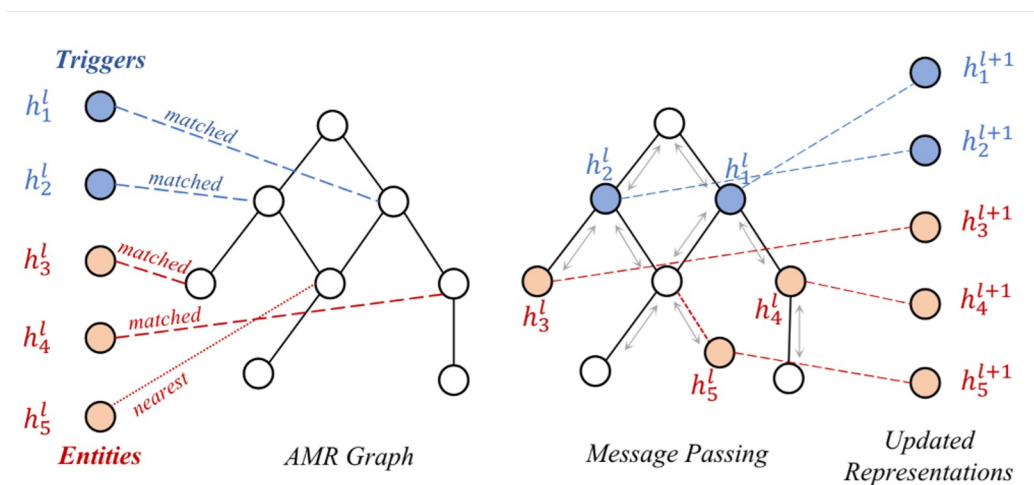 Triggers
h_1^l
matched
h_2^l
matched
h_3^l
matched
h_4^l
matched
h_5^l
nearest
Entities
AMR Graph
h_2^l
h_1^l
h_3^l
h_4^l
h_5^l
Message Passing
h_1^{l+1}
h_2^{l+1}
h_3^{l+1}
h_4^{l+1}
h_5^{l+1}
Updated
Representations